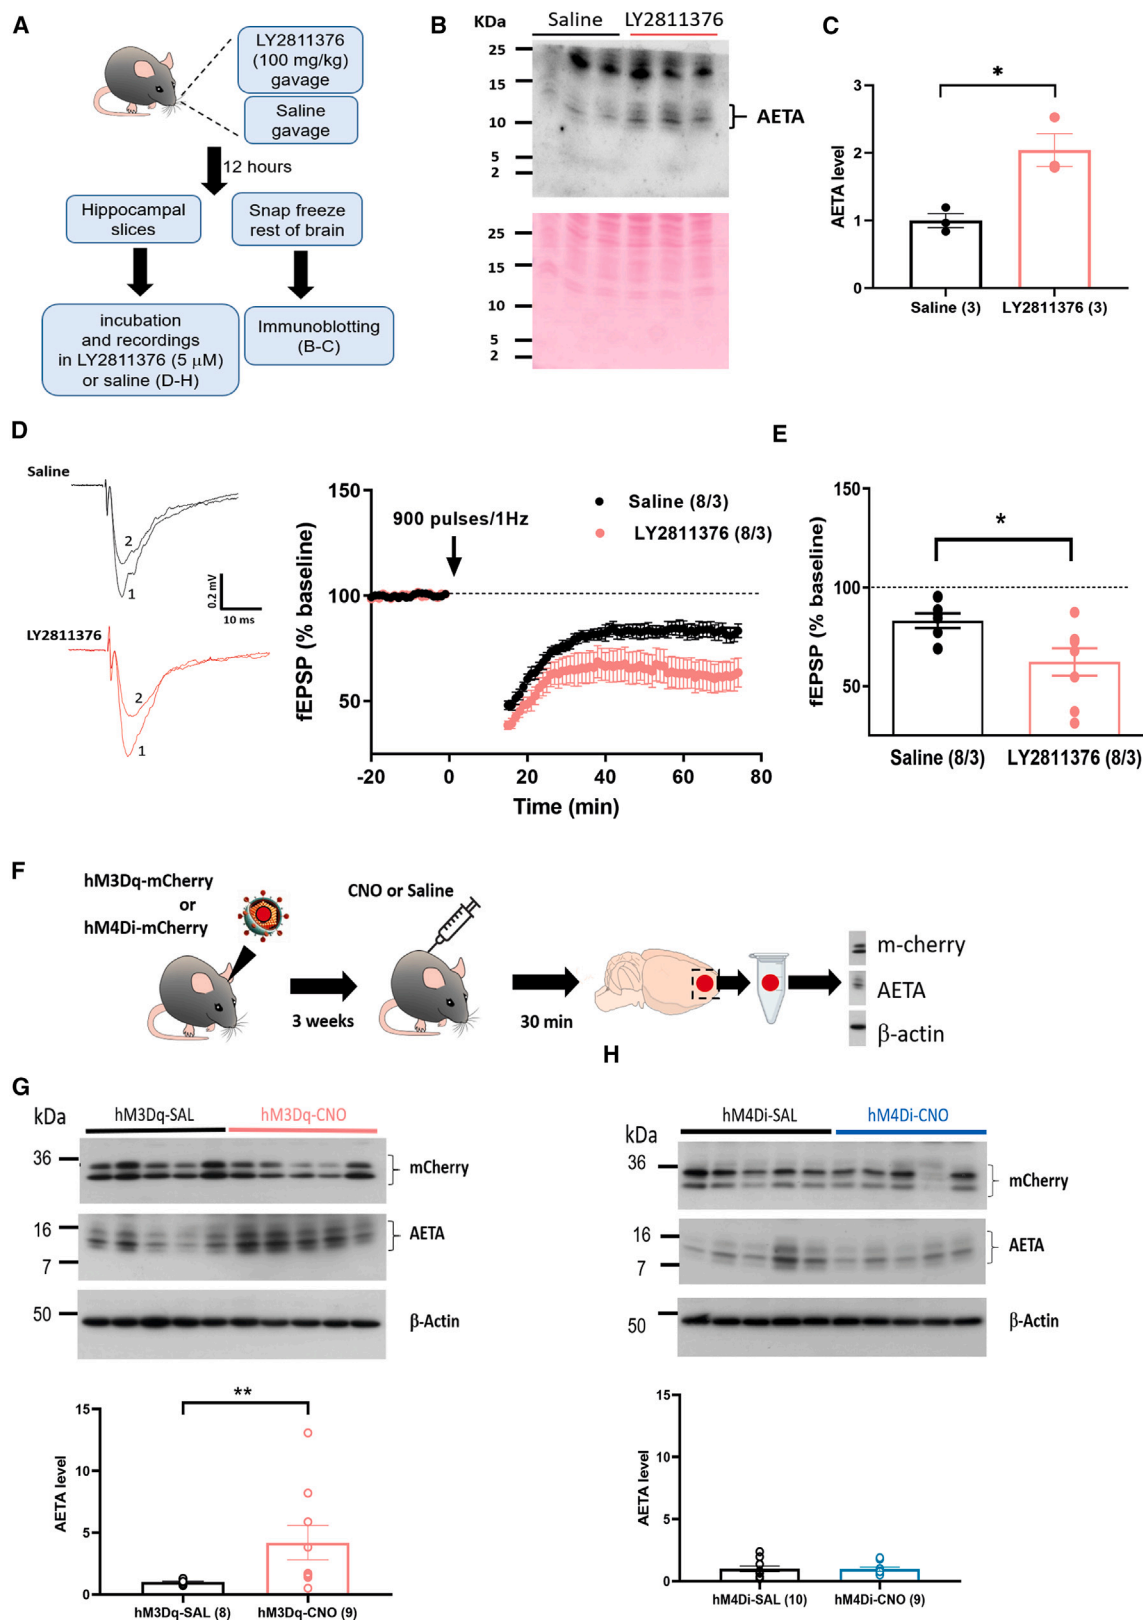 A
LY2811376
(100 mg/kg)
gavage
Saline
gavage
12 hours
Hippocampal
slices
Snap freeze
rest of brain
incubation
and recordings
in LY2811376 (5 μM)
or saline (D-H)
Immunoblotting
(B-C)
B
KDa
Saline
LY2811376
25
15
10
5
2
AETA
25
15
10
5
2
C
AETA level
3
2
1
0
*
Saline (3)
LY2811376 (3)
D
Saline
2
1
0.2 mV
10 ms
LY2811376
2
1
fEPSP (% baseline)
150
100
50
900 pulses/1Hz
Saline (8/3)
LY2811376 (8/3)
-20
0
20
40
60
80
Time (min)
E
fEPSP (% baseline)
150
100
50
*
Saline (8/3)
LY2811376 (8/3)
F
hM3Dq-mCherry
or
hM4Di-mCherry
3 weeks
CNO or Saline
30 min
m-cherry
AETA
β-actin
G
kDa
hM3Dq-SAL
hM3Dq-CNO
36
mCherry
16
7
AETA
50
β-Actin
AETA level
15
10
5
0
**
hM3Dq-SAL (8)
hM3Dq-CNO (9)
H
kDa
hM4Di-SAL
hM4Di-CNO
36
mCherry
16
7
AETA
50
β-Actin
AETA level
15
10
5
0
hM4Di-SAL (10)
hM4Di-CNO (9)